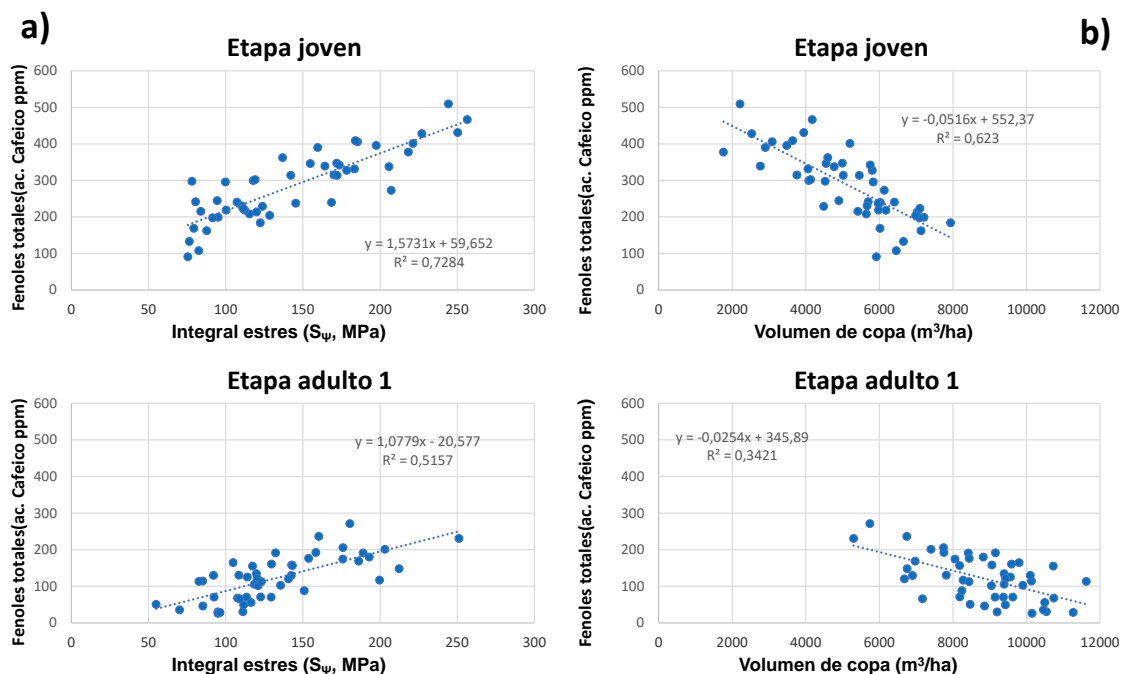 a)
Etapa joven
Fenoles totales(ac. Cafeico ppm)
600
500
400
300
200
100
0
y = 1,5731x + 59,652
R² = 0,7284
0 50 100 150 200 250 300
Integral estres (SΨ, MPa)
b)
Etapa joven
Fenoles totales(ac. Cafeico ppm)
600
500
400
300
200
100
0
y = -0,0516x + 552,37
R² = 0,623
0 2000 4000 6000 8000 10000 12000
Volumen de copa (m³/ha)
Etapa adulto 1
Fenoles totales(ac. Cafeico ppm)
600
500
400
300
200
100
0
y = 1,0779x - 20,577
R² = 0,5157
0 50 100 150 200 250 300
Integral estres (SΨ, MPa)
Etapa adulto 1
Fenoles totales(ac. Cafeico ppm)
600
500
400
300
200
100
0
y = -0,0254x + 345,89
R² = 0,3421
0 2000 4000 6000 8000 10000 12000
Volumen de copa (m³/ha)